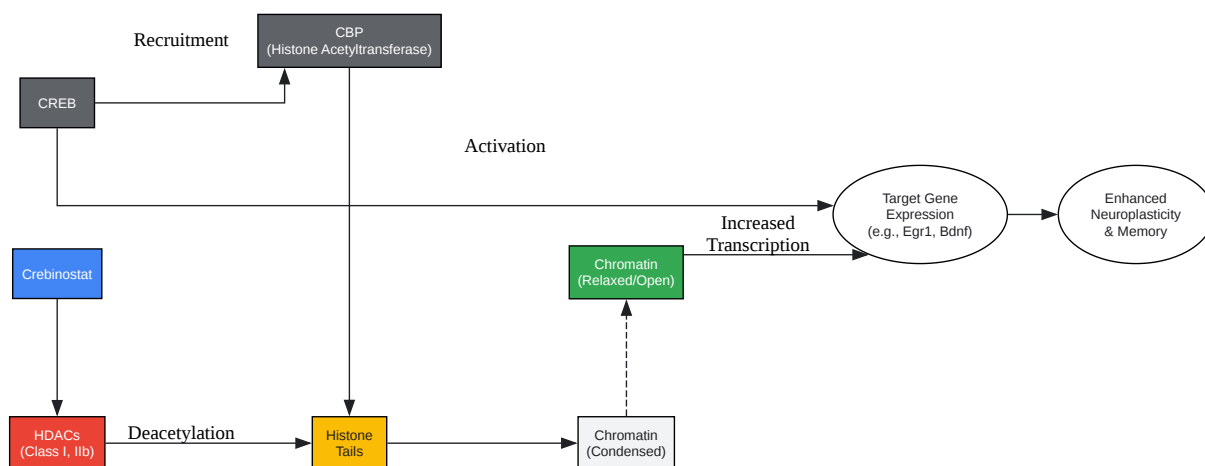 CBP
(Histone Acetyltransferase)
Recruitment
CREB
Activation
Target Gene
Expression
(e.g., Egr1, Bdnf)
Enhanced
Neuroplasticity
& Memory
Increased
Transcription
Crebinostat
Chromatin
(Relaxed/Open)
HDACs
(Class I, IIb)
Deacetylation
Histone
Tails
Chromatin
(Condensed)